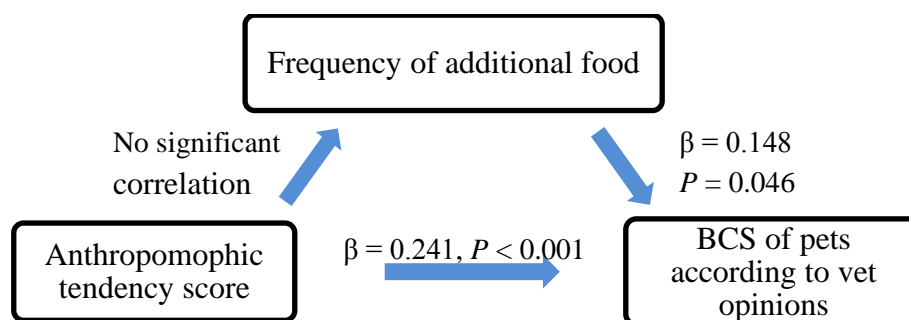 Frequency of additional food
No significant
correlation
β = 0.148
P = 0.046
Anthropomophic
tendency score
β = 0.241, P < 0.001
BCS of pets
according to vet
opinions